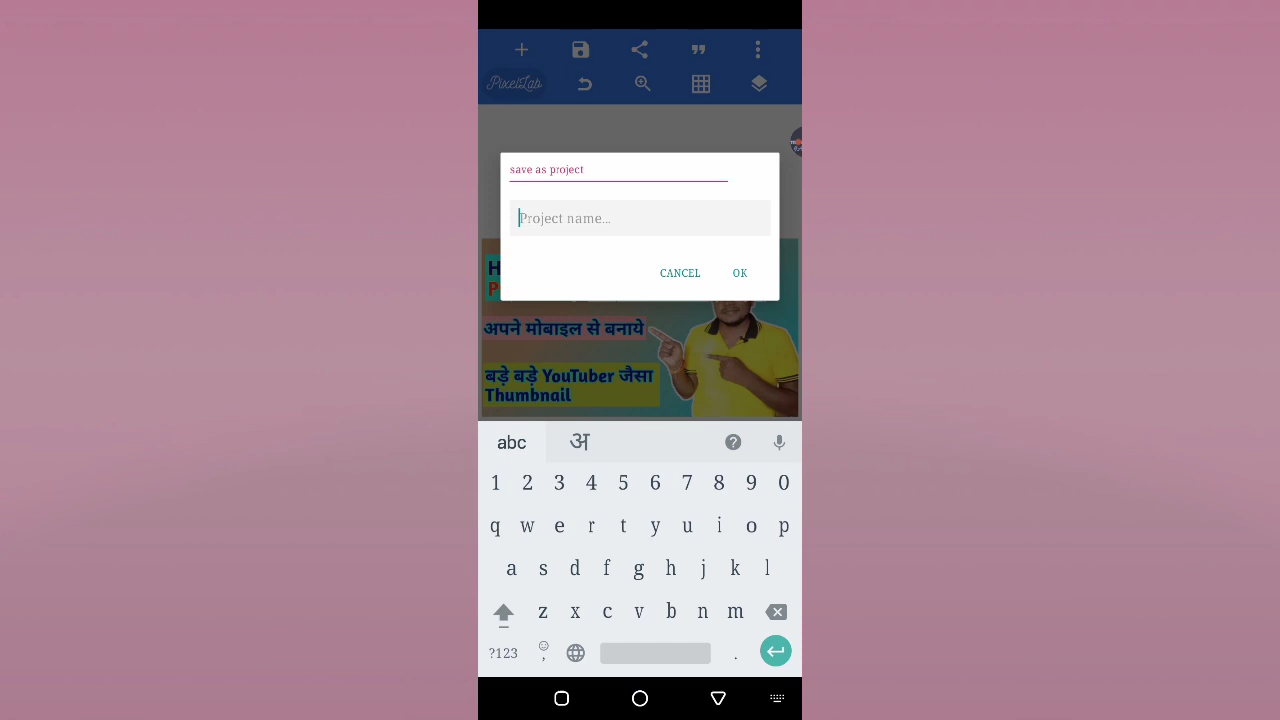 PixelLab
save as project
Project name...
CANCEL OK
H
P
अपने मोबाइल से बनाये
बड़े बड़े YouTuber जैसा
Thumbnail
abc अ
1 2 3 4 5 6 7 8 9 0
q w e r t y u i o p
a s d f g h j k l
z x c v b n m
?123 , .